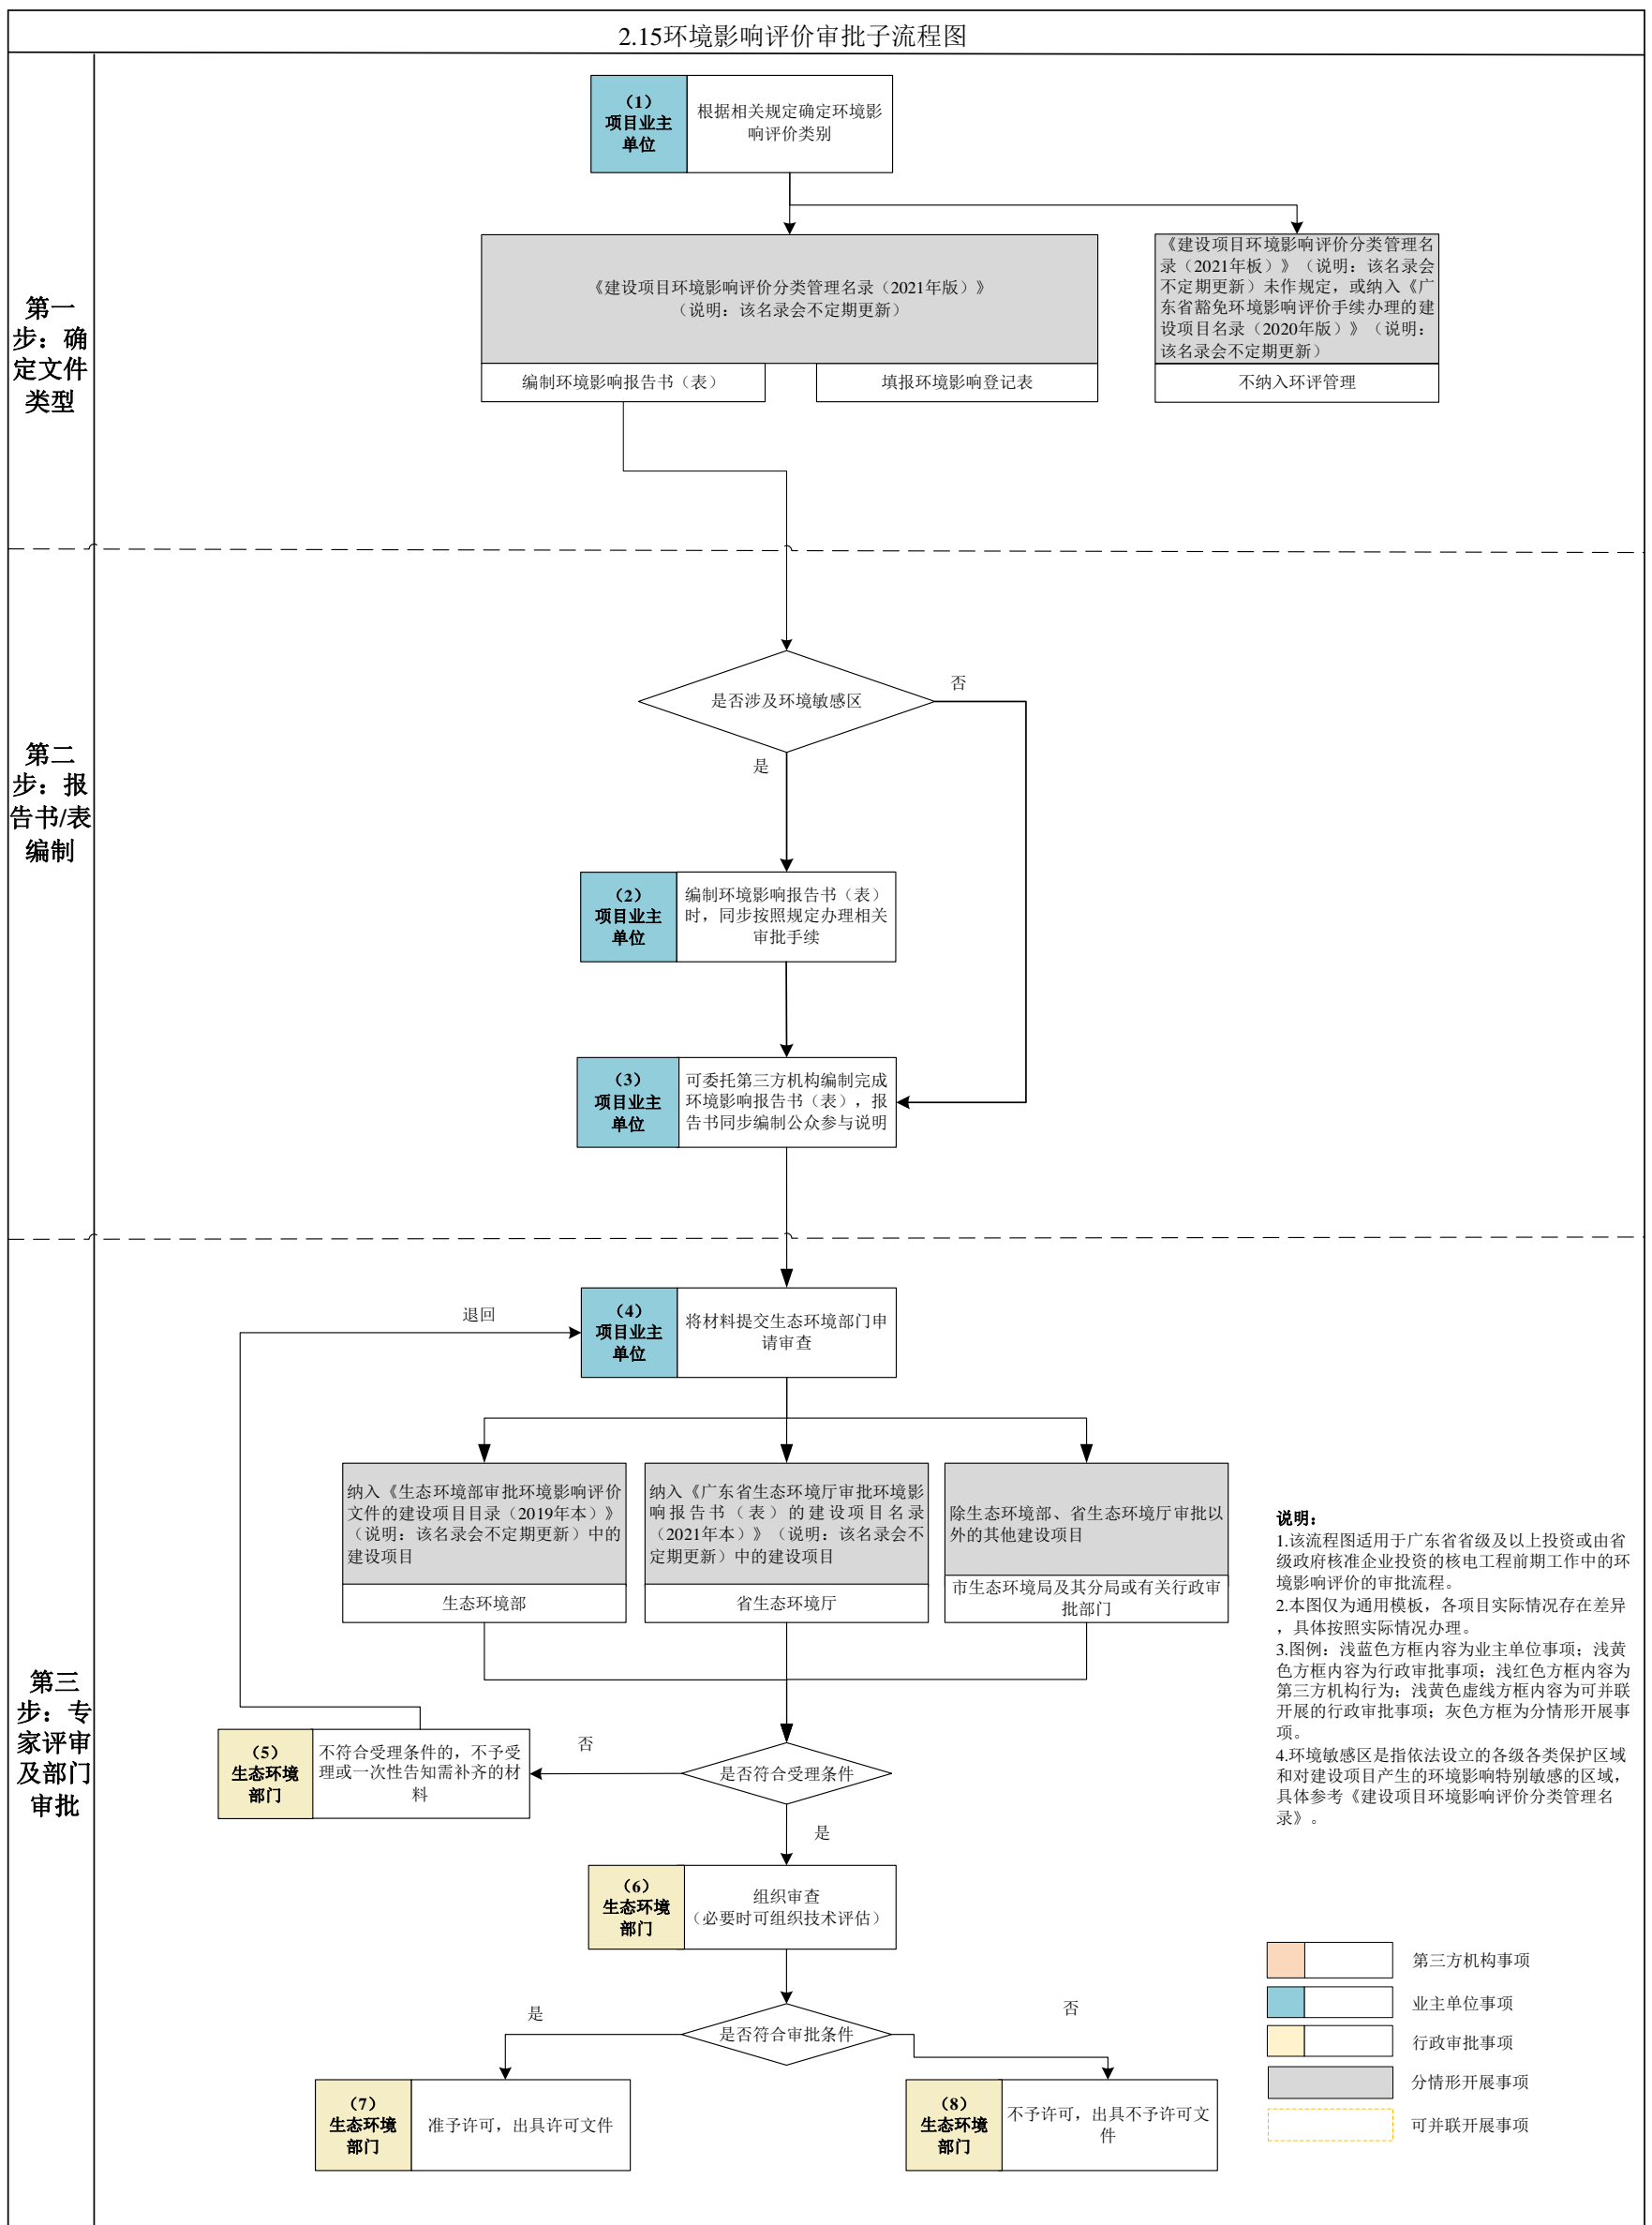 2.15环境影响评价审批子流程图
第一
步：确
定文件
类型
（1）
项目业主
单位
根据相关规定确定环境影
响评价类别
《建设项目环境影响评价分类管理名录（2021年版）》
（说明：该名录会不定期更新）
编制环境影响报告书（表）
填报环境影响登记表
《建设项目环境影响评价分类管理名
录（2021年板）》（说明：该名录会
不定期更新）未作规定，或纳入《广
东省豁免环境影响评价手续办理的建
设项目名录（2020年版）》（说明：
该名录会不定期更新）
不纳入环评管理
第二
步：报
告书/表
编制
是否涉及环境敏感区
否
是
（2）
项目业主
单位
编制环境影响报告书（表）
时，同步按照规定办理相关
审批手续
（3）
项目业主
单位
可委托第三方机构编制完成
环境影响报告书（表），报
告书同步编制公众参与说明
第三
步：专
家评审
及部门
审批
退回
（4）
项目业主
单位
将材料提交生态环境部门申
请审查
纳入《生态环境部审批环境影响评价
文件的建设项目目录（2019年本）》
（说明：该名录会不定期更新）中的
建设项目
生态环境部
纳入《广东省生态环境厅审批环境影
响报告书（表）的建设项目名录
（2021年本）》（说明：该名录会不
定期更新）中的建设项目
省生态环境厅
除生态环境部、省生态环境厅审批以
外的其他建设项目
市生态环境局及其分局或有关行政审
批部门
（5）
生态环境
部门
不符合受理条件的，不予受
理或一次性告知需补齐的材
料
否
是否符合受理条件
是
（6）
生态环境
部门
组织审查
（必要时可组织技术评估）
是
是否符合审批条件
否
（7）
生态环境
部门
准予许可，出具许可文件
（8）
生态环境
部门
不予许可，出具不予许可文
件
说明：
1.该流程图适用于广东省省级及以上投资或由省
级政府核准企业投资的核电工程前期工作中的环
境影响评价的审批流程。
2.本图仅为通用模板，各项目实际情况存在差异
，具体按照实际情况办理。
3.图例：浅蓝色方框内容为业主单位事项；浅黄
色方框内容为行政审批事项；浅红色方框内容为
第三方机构行为；浅黄色虚线方框内容为可并联
开展的行政审批事项；灰色方框为分情形开展事
项。
4.环境敏感区是指依法设立的各级各类保护区域
和对建设项目产生的环境影响特别敏感的区域，
具体参考《建设项目环境影响评价分类管理名
录》。
第三方机构事项
业主单位事项
行政审批事项
分情形开展事项
可并联开展事项